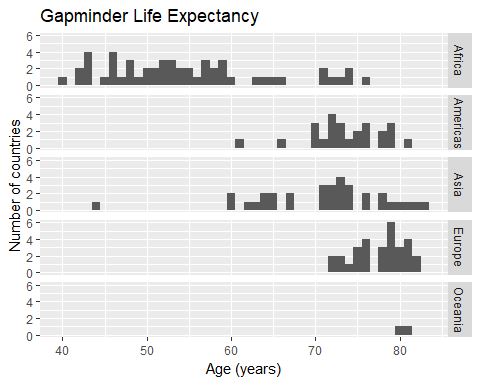 Gapminder Life Expectancy
Number of countries
6
4
2
0
Africa
6
4
2
0
Americas
6
4
2
0
Asia
6
4
2
0
Europe
6
4
2
0
Oceania
40 50 60 70 80
Age (years)